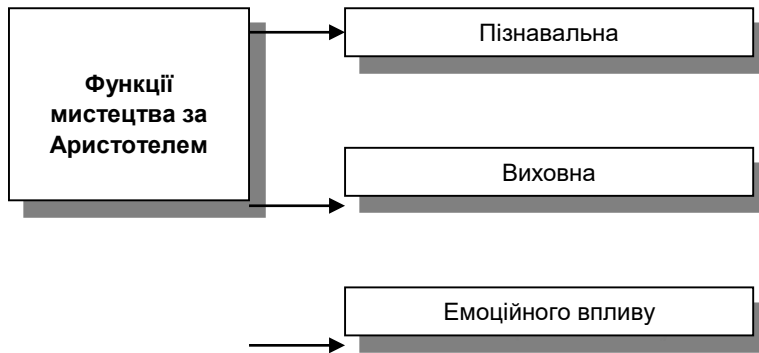 Функції
мистецтва за
Аристотелем
Пізнавальна
Виховна
Емоційного впливу